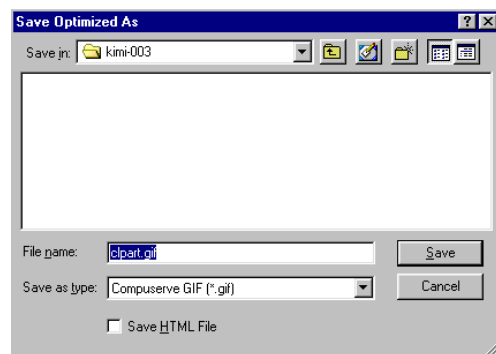 Save Optimized As
Save in: kimi-003
File name: clpart.gif Save
Save as type: Compuserve GIF (*.gif) Cancel
Save HTML File